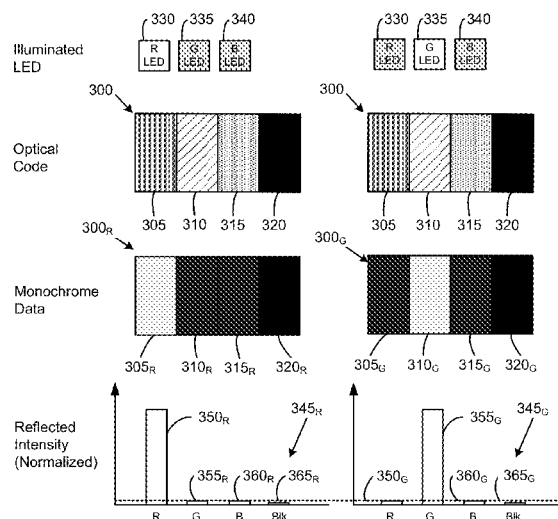 330 335 340 330 335 340
Illuminated LED
R LED G LED B LED R LED G LED B LED
300
Optical Code
305 310 315 320 305 310 315 320
300R 300G
Monochrome Data
305R 310R 315R 320R 305G 310G 315G 320G
Reflected Intensity (Normalized)
350R 345R 355G 345G
355R 360R 365R 350G 360G 365G
R G B Blk R G B Blk